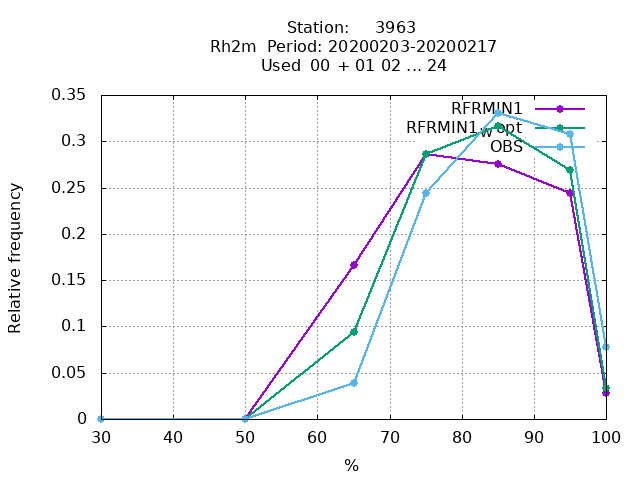 Station: 3963
Rh2m Period: 20200203-20200217
Used 00 + 01 02 ... 24
0.35
0.3
0.25
0.2
0.15
0.1
0.05
0
Relative frequency
RFRMIN1
RFRMIN1wopt
OBS
30 40 50 60 70 80 90 100
%